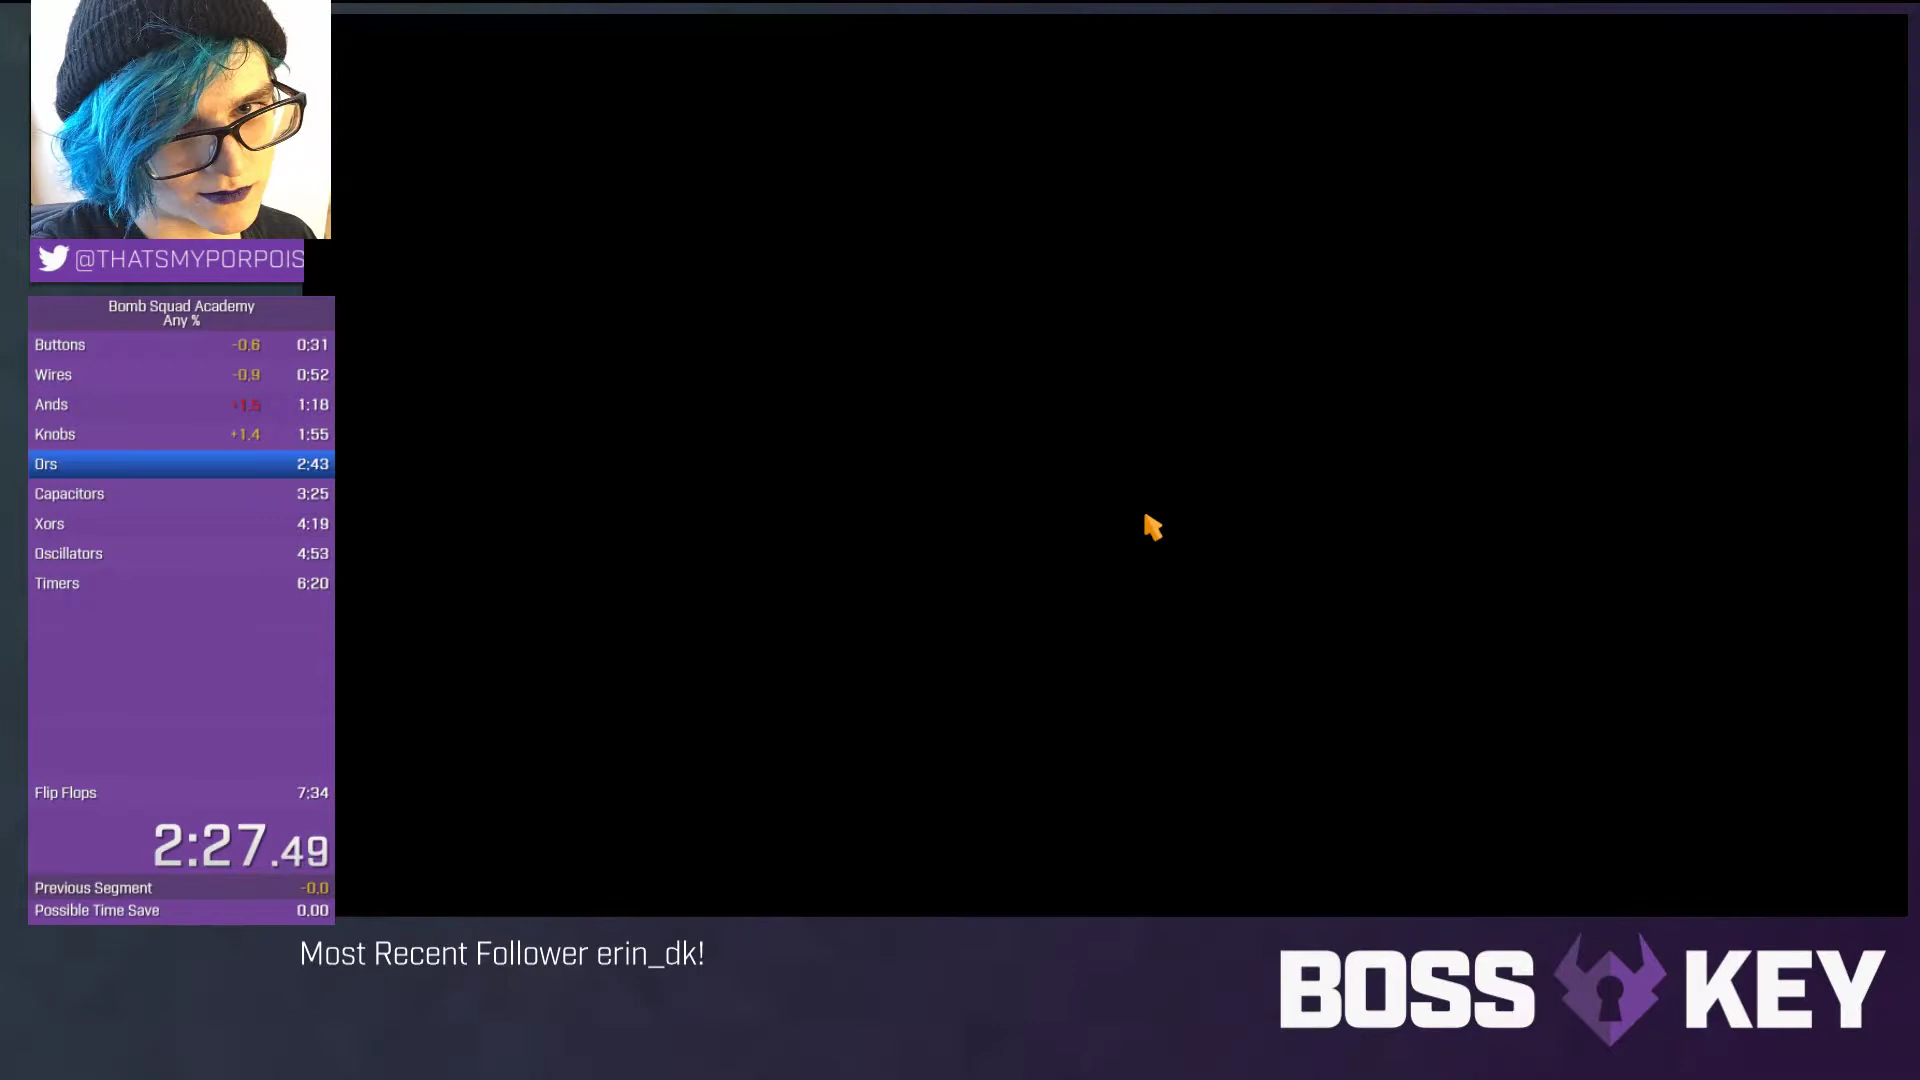 @THATSMYPORPOIS
Bomb Squad Academy
Any %
Buttons -0.6 0:31
Wires -0.9 0:52
Ands +1.5 1:18
Knobs +1.4 1:55
Ors 2:43
Capacitors 3:25
Xors 4:19
Oscillators 4:53
Timers 6:20
Flip Flops 7:34
2:27.49
Previous Segment -0.0
Possible Time Save 0.00
Most Recent Follower erin_dk!
BOSS KEY